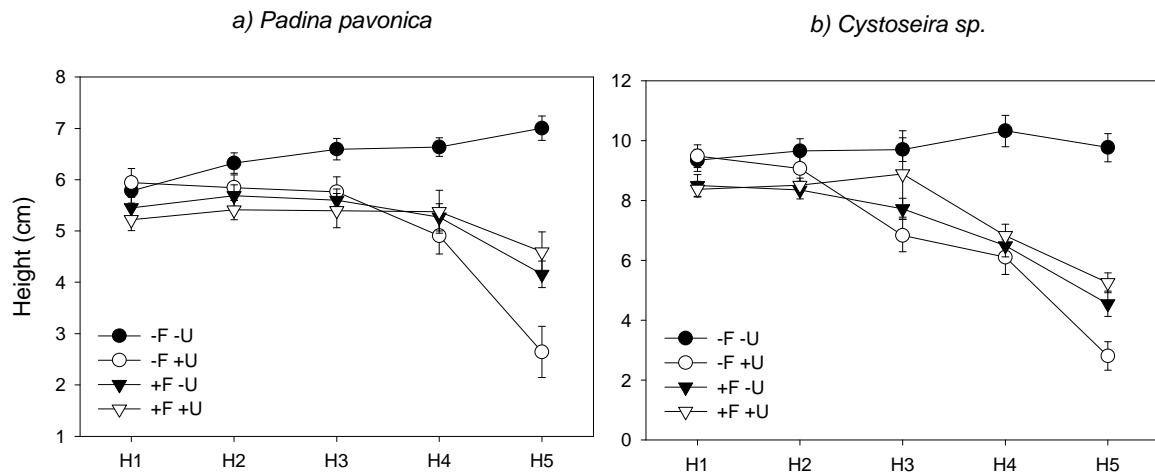 a) Padina pavonica
b) Cystoseira sp.
Height (cm)
8
7
6
5
4
3
2
1
-F -U
-F +U
+F -U
+F +U
H1 H2 H3 H4 H5
12
10
8
6
4
2
0
-F -U
-F +U
+F -U
+F +U
H1 H2 H3 H4 H5